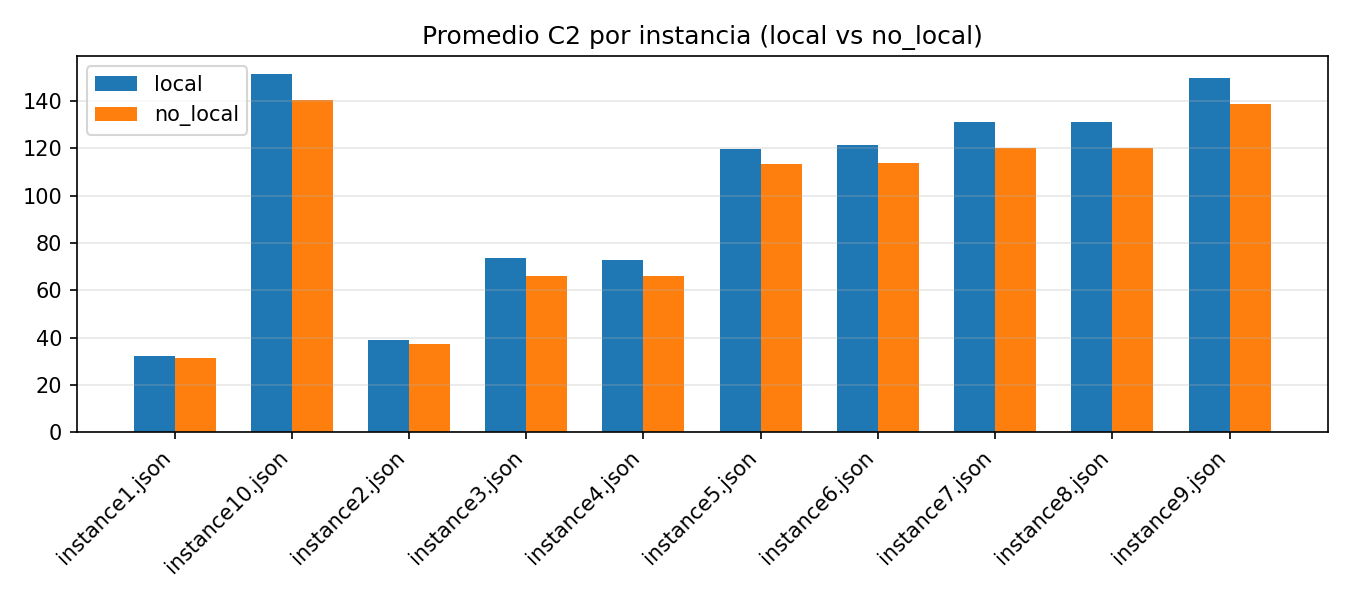 Promedio C2 por instancia (local vs no_local)
local
no_local
140
120
100
80
60
40
20
0
instance1.json
instance10.json
instance2.json
instance3.json
instance4.json
instance5.json
instance6.json
instance7.json
instance8.json
instance9.json